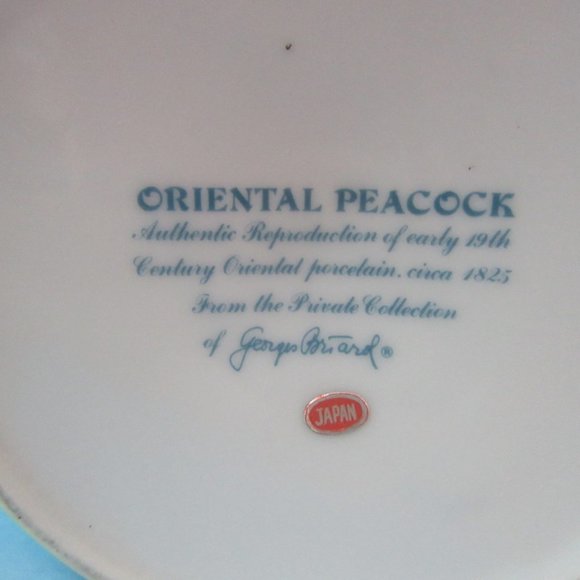 ORIENTAL PEACOCK
Authentic Reproduction of early 19th
Century Oriental porcelain. circa 1825
From the Private Collection
of Georges Briard®
JAPAN